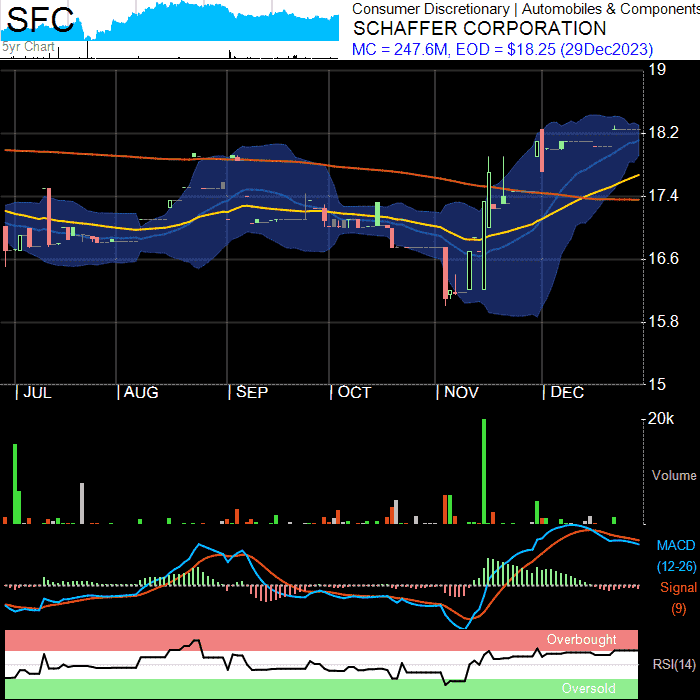 SFC
5yr Chart
Consumer Discretionary | Automobiles & Components
SCHAFFER CORPORATION
MC = 247.6M, EOD = $18.25 (29Dec2023)
19
18.2
17.4
16.6
15.8
15
| JUL | AUG | SEP | OCT | NOV | DEC
20k
Volume
MACD
(12-26)
Signal
(9)
Overbought
RSI(14)
Oversold